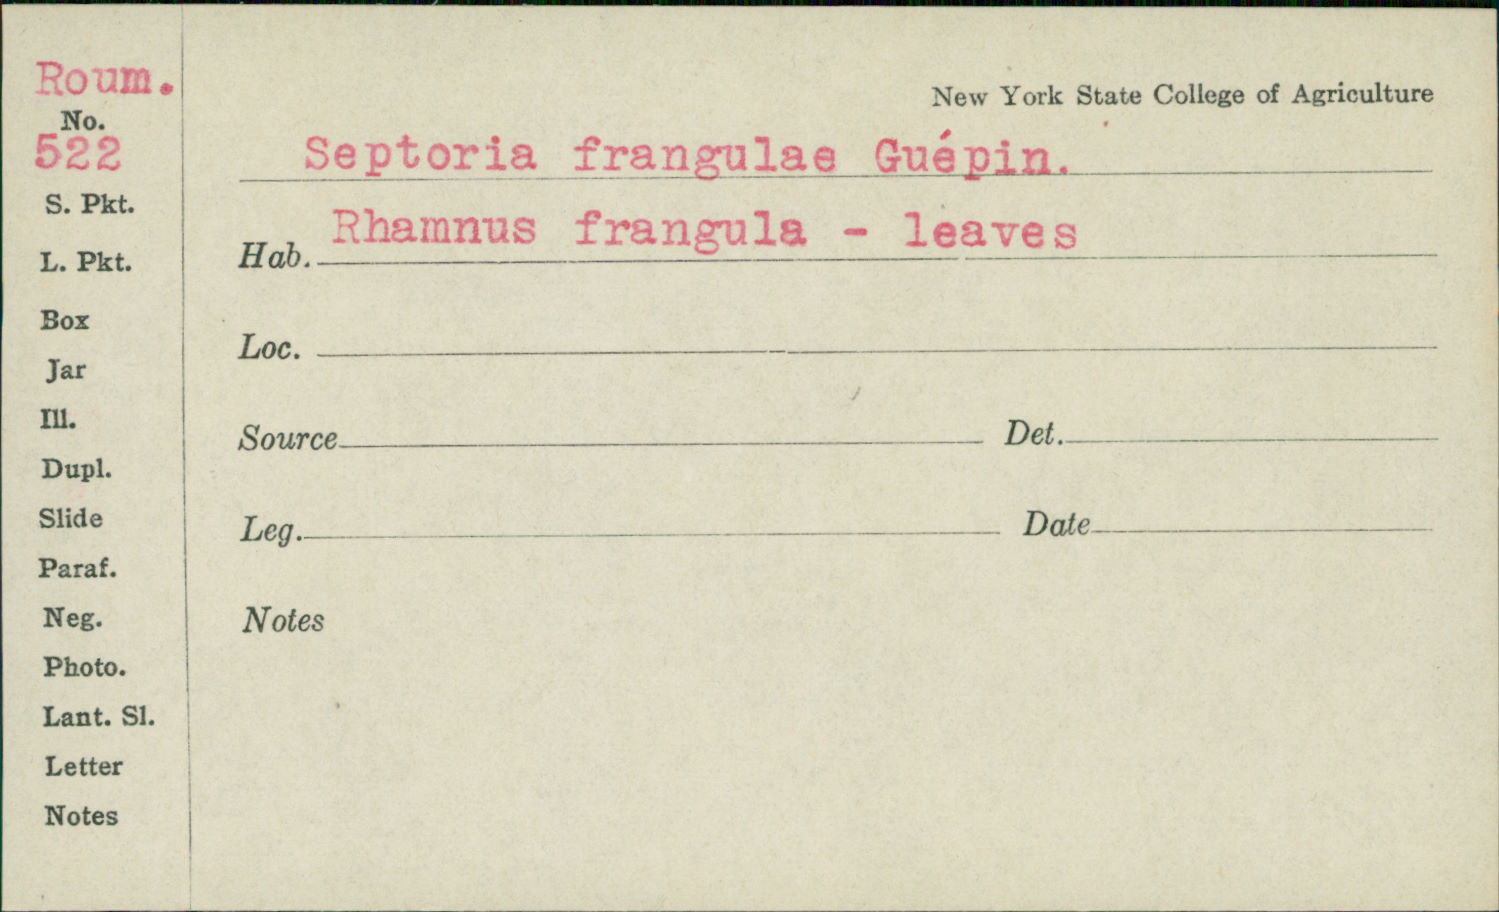 Roum.
No.
522
S. Pkt.
L. Pkt.
Box
Jar
Ill.
Dupl.
Slide
Paraf.
Neg.
Photo.
Lant. Sl.
Letter
Notes
New York State College of Agriculture
Septoria frangulae Guépin.
Hab. Rhamnus frangula - leaves
Loc.
Source Det.
Leg. Date
Notes